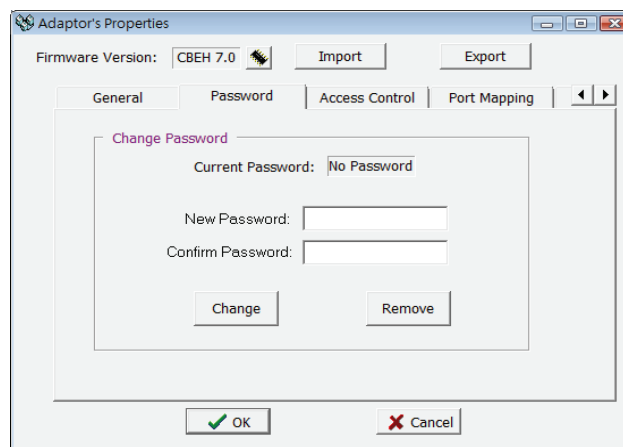 Adaptor's Properties
Firmware Version: CBEH 7.0 Import Export
General Password Access Control Port Mapping
Change Password
Current Password: No Password
New Password:
Confirm Password:
Change Remove
OK Cancel